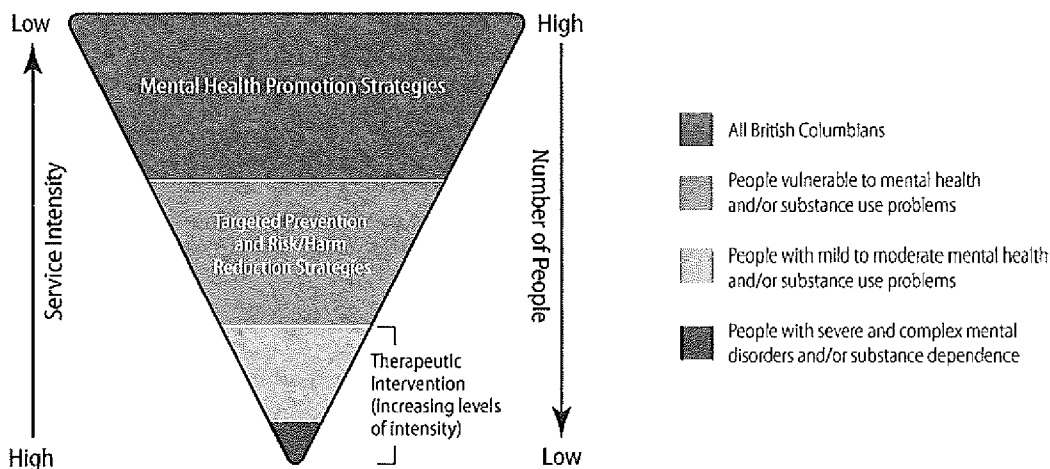 Low
High
Mental Health Promotion Strategies
Service Intensity
Number of People
Targeted Prevention
and Risk/Harm
Reduction Strategies
Therapeutic
Intervention
(increasing levels
of intensity)
High
Low
All British Columbians
People vulnerable to mental health
and/or substance use problems
People with mild to moderate mental health
and/or substance use problems
People with severe and complex mental
disorders and/or substance dependence